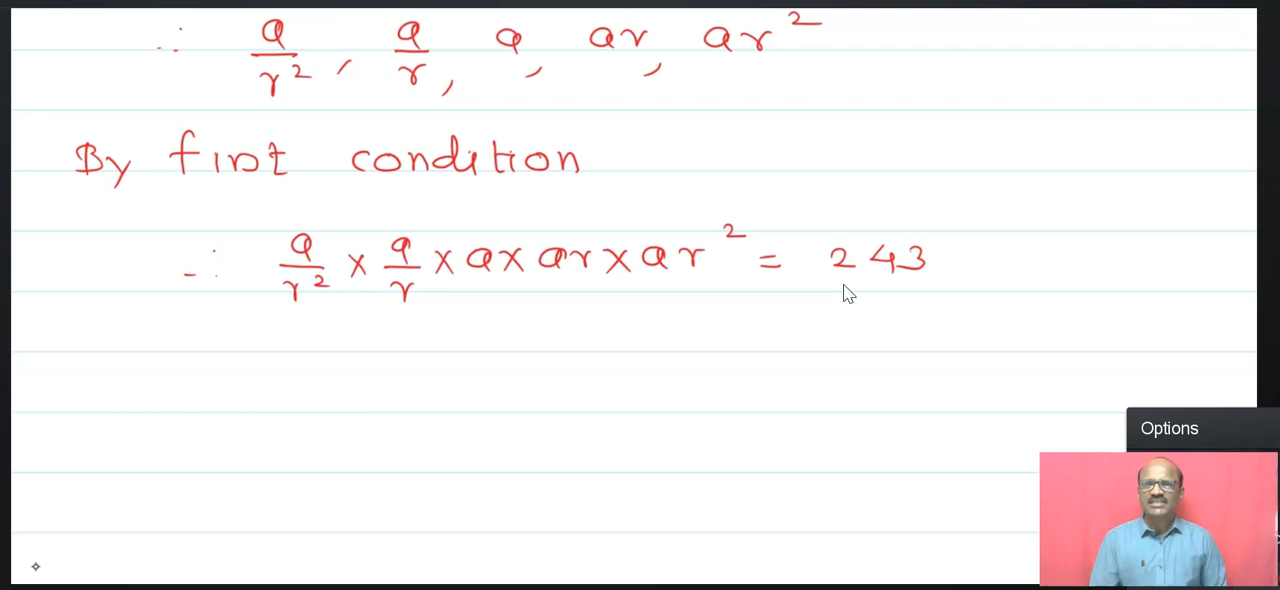 ∴ a/r², a/r, a, ar, ar²
By first condition
∴ a/r² × a/r × a × ar × ar² = 243
Options